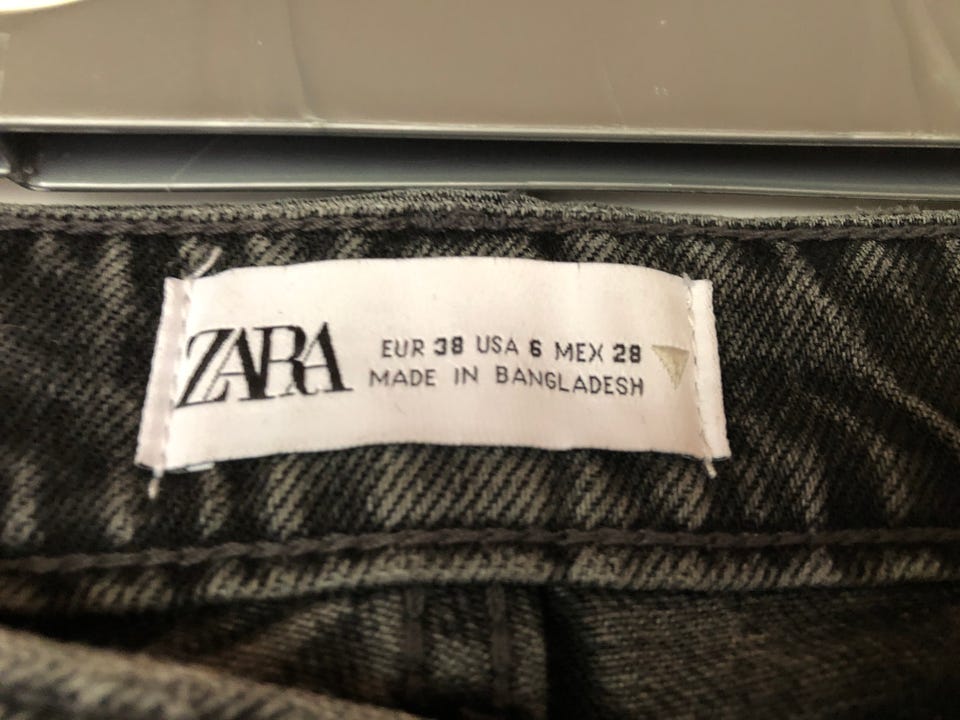 ZARA
EUR 38 USA 6 MEX 28
MADE IN BANGLADESH